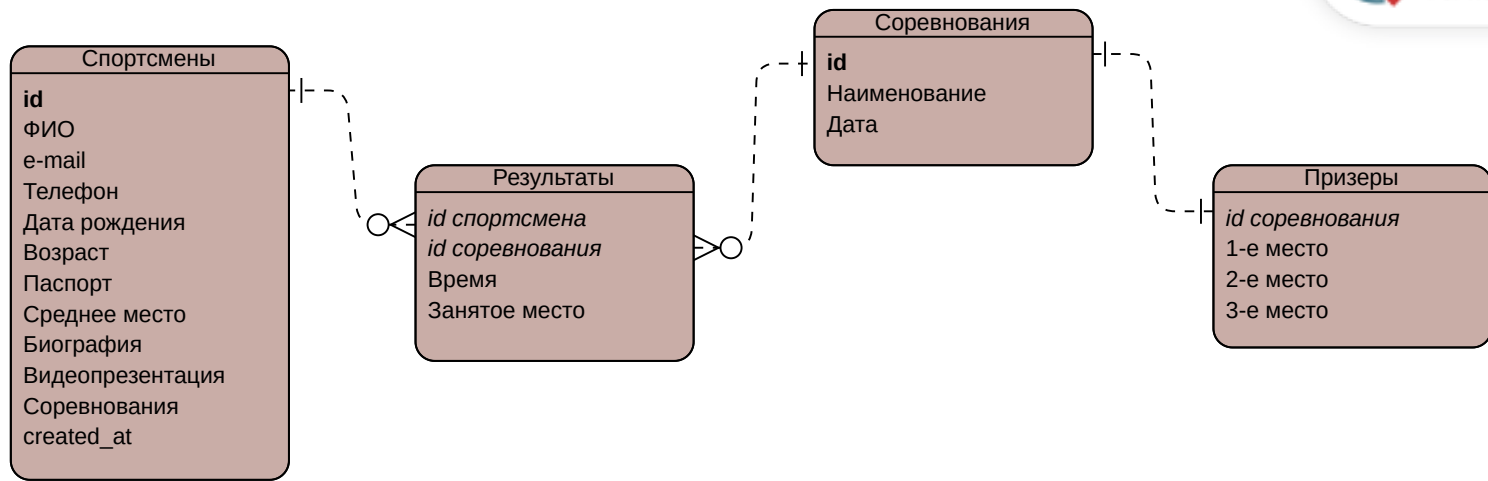 Спортсмены
id
ФИО
e-mail
Телефон
Дата рождения
Возраст
Паспорт
Среднее место
Биография
Видеопрезентация
Соревнования
created_at
Результаты
id спортсмена
id соревнования
Время
Занятое место
Соревнования
id
Наименование
Дата
Призеры
id соревнования
1-е место
2-е место
3-е место